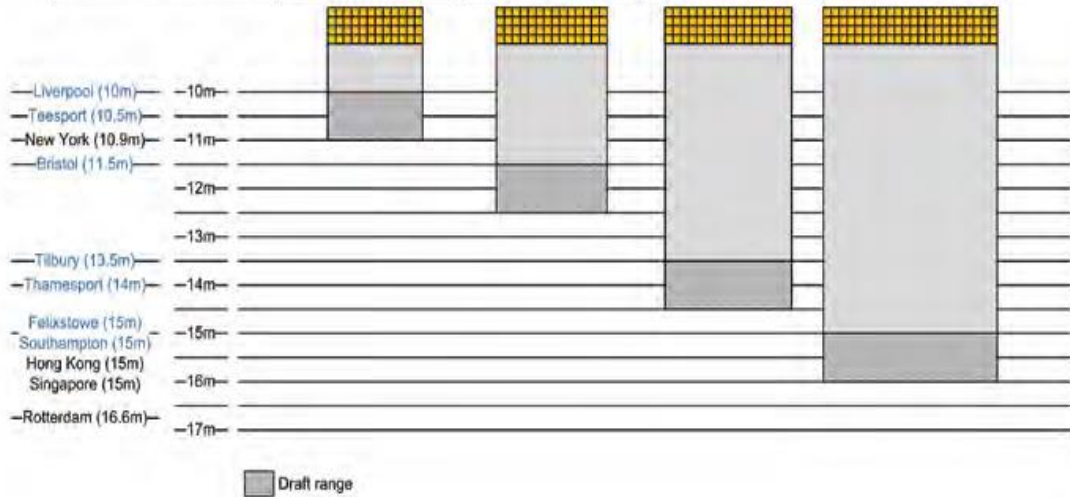 Liverpool (10m)
Teesport (10.5m)
New York (10.9m)
Bristol (11.5m)
Tilbury (13.5m)
Thamesport (14m)
Felixstowe (15m)
Southampton (15m)
Hong Kong (15m)
Singapore (15m)
Rotterdam (16.6m)
10m
11m
12m
13m
14m
15m
16m
17m
Draft range